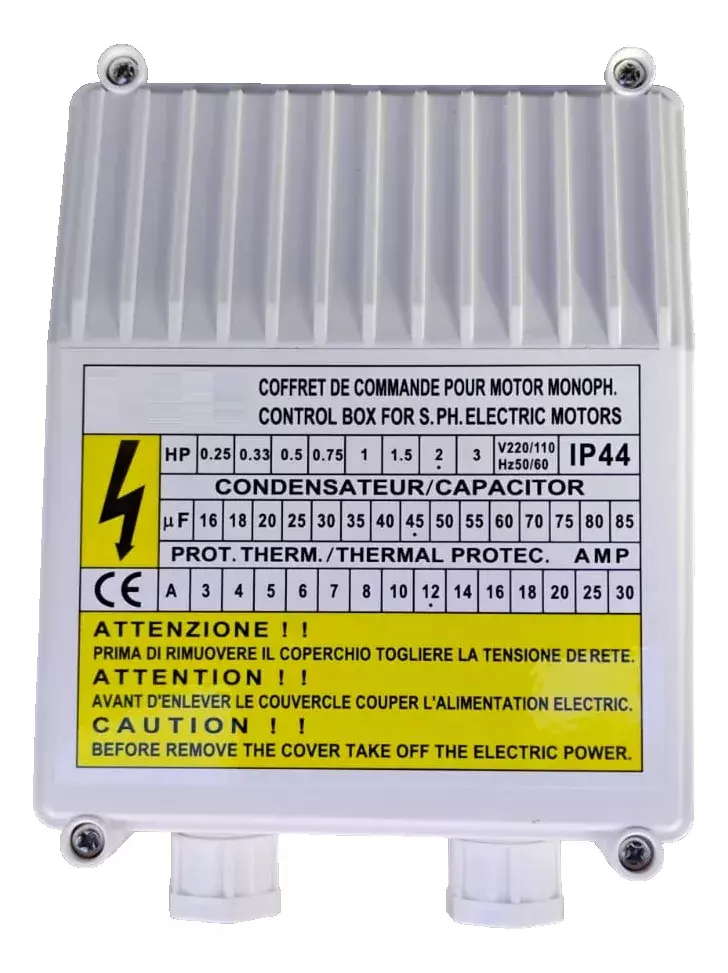 COFFRET DE COMMANDE POUR MOTOR MONOPH.
CONTROL BOX FOR S.PH.ELECTRIC MOTORS
HP 0.25 0.33 0.5 0.75 1 1.5 2 3 V220/110 Hz50/60 IP44
CONDENSATEUR/CAPACITOR
μF 16 18 20 25 30 35 40 45 50 55 60 70 75 80 85
PROT.THERM./THERMAL PROTEC. AMP
CE A 3 4 5 6 7 8 10 12 14 16 18 20 25 30
ATTENZIONE ! !
PRIMA DI RIMUOVERE IL COPERCHIO TOGLIERE LA TENSIONE DE RETE.
ATTENTION ! !
AVANT D'ENLEVER LE COUVERCLE COUPER L'ALIMENTATION ELECTRIC.
CAUTION ! !
BEFORE REMOVE THE COVER TAKE OFF THE ELECTRIC POWER.